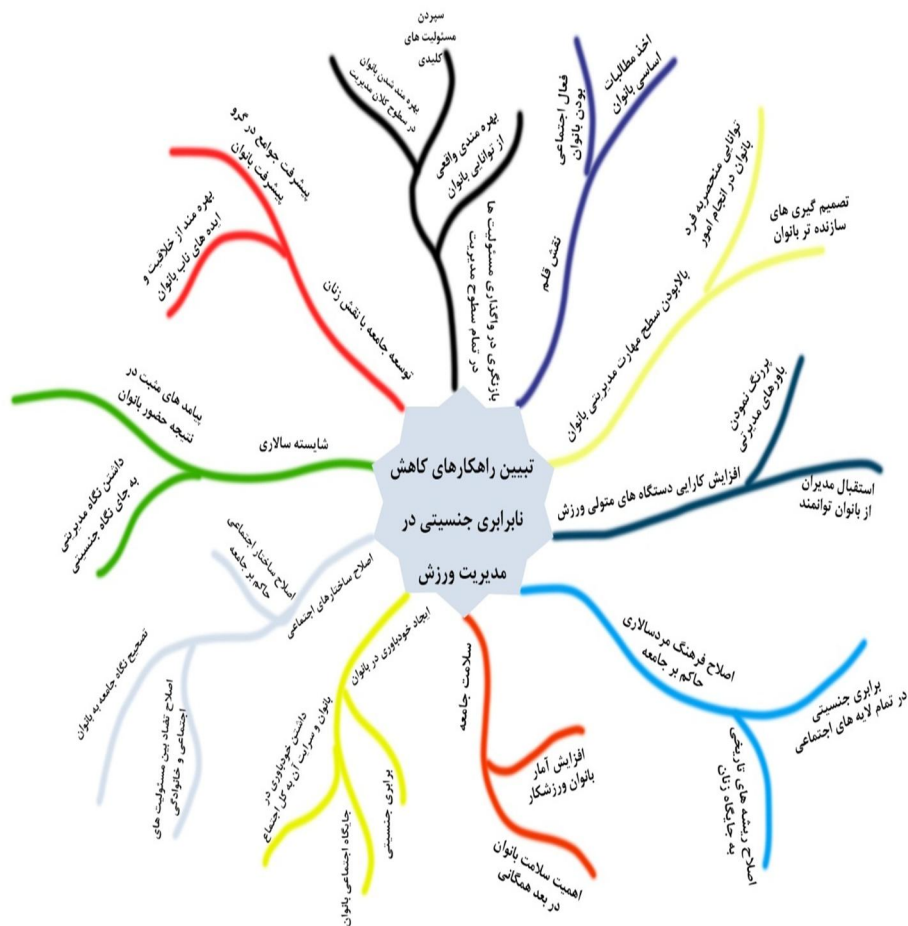 تبیین راهکارهای کاهش
نابرابری جنسیتی در
مدیریت ورزش
بازنگری در واگذاری مسئولیت ها
در تمام سطوح مدیریت
بهره مندی واقعی
از توانایی بانوان
سپردن
مسئولیت های
کلیدی
بهره مند شدن بانوان
در سطوح کلان مدیریت
نقش قلم
فعال اجتماعی
بودن بانوان
اخذ مطالبات
اساسی بانوان
بالابودن سطح مهارت مدیریتی بانوان
توانایی منحصربه فرد
بانوان در انجام امور
تصمیم گیری های
سازنده تر بانوان
افزایش کارایی دستگاه های متولی ورزش
پررنگ نمودن
باورهای مدیرتی
استقبال مدیران
از بانوان توانمند
اصلاح فرهنگ مردسالاری
حاکم بر جامعه
برابری جنسیتی
در تمام لایه های اجتماعی
اصلاح ریشه های تاریخی
به جایگاه زنان
سلامت جامعه
افزایش آمار
بانوان ورزشکار
اهمیت سلامت بانوان
در بعد همگانی
ایجاد خودباوری در بانوان
برابری جنسیتی
جایگاه اجتماعی بانوان
داشتن خودباوری در
بانوان و سرایت آن به کل اجتماع
اصلاح ساختارهای اجتماعی
اصلاح ساختار اجتماعی
حاکم بر جامعه
اصلاح تضاد بین مسئولیت های
اجتماعی و خانوادگی
تصحیح نگاه جامعه به بانوان
شایسته سالاری
پیامد های مثبت در
نتیجه حضور بانوان
داشتن نگاه مدیریتی
به جای نگاه جنسیتی
توسعه جامعه با نقش زنان
پیشرفت جوامع در گرو
پیشرفت بانوان
بهره مند از خلاقیت و
ایده های ناب بانوان